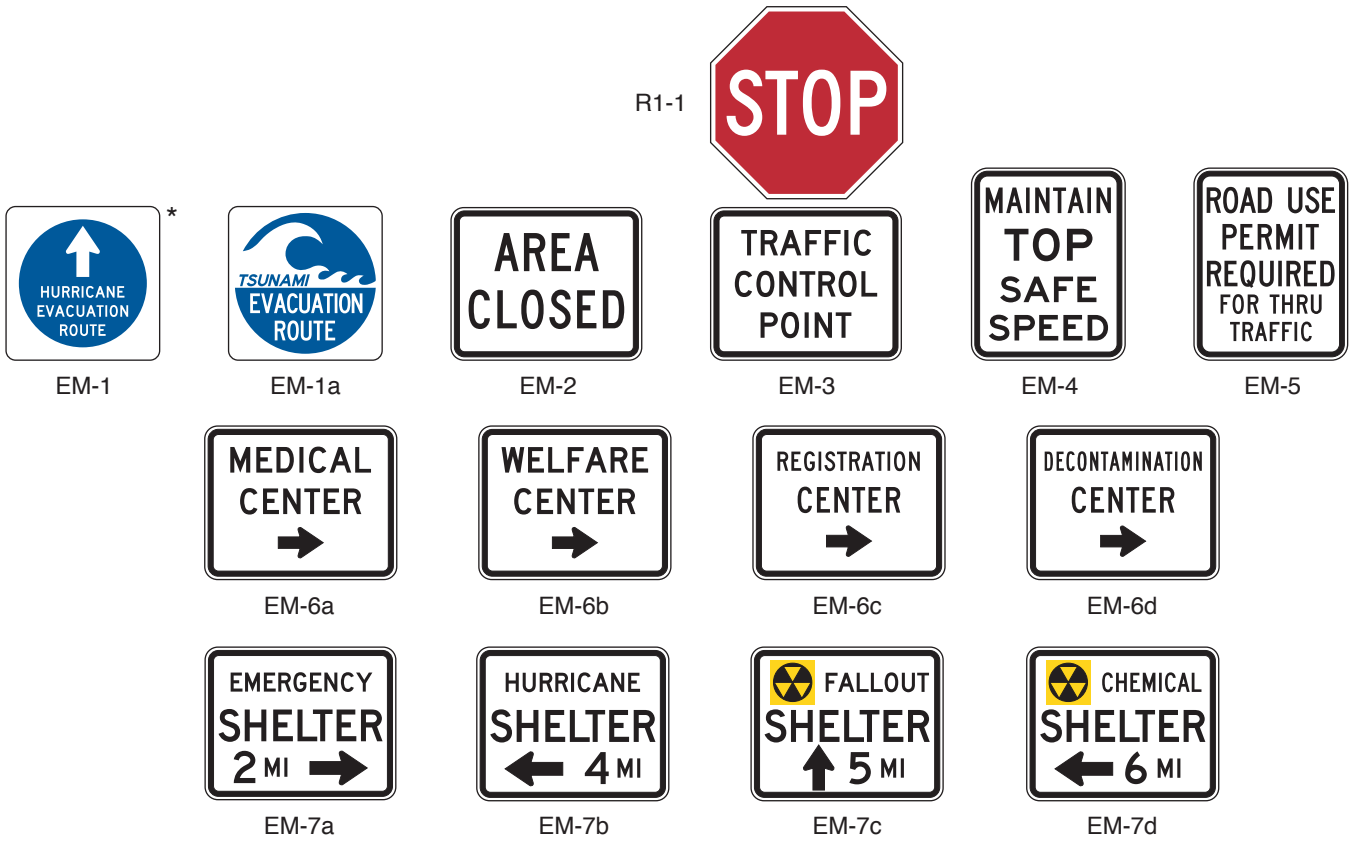 R1-1
STOP
HURRICANE
EVACUATION
ROUTE
*
EM-1
TSUNAMI
EVACUATION
ROUTE
EM-1a
AREA
CLOSED
EM-2
TRAFFIC
CONTROL
POINT
EM-3
MAINTAIN
TOP
SAFE
SPEED
EM-4
ROAD USE
PERMIT
REQUIRED
FOR THRU
TRAFFIC
EM-5
MEDICAL
CENTER
EM-6a
WELFARE
CENTER
EM-6b
REGISTRATION
CENTER
EM-6c
DECONTAMINATION
CENTER
EM-6d
EMERGENCY
SHELTER
2 MI
EM-7a
HURRICANE
SHELTER
4 MI
EM-7b
FALLOUT
SHELTER
5 MI
EM-7c
CHEMICAL
SHELTER
6 MI
EM-7d